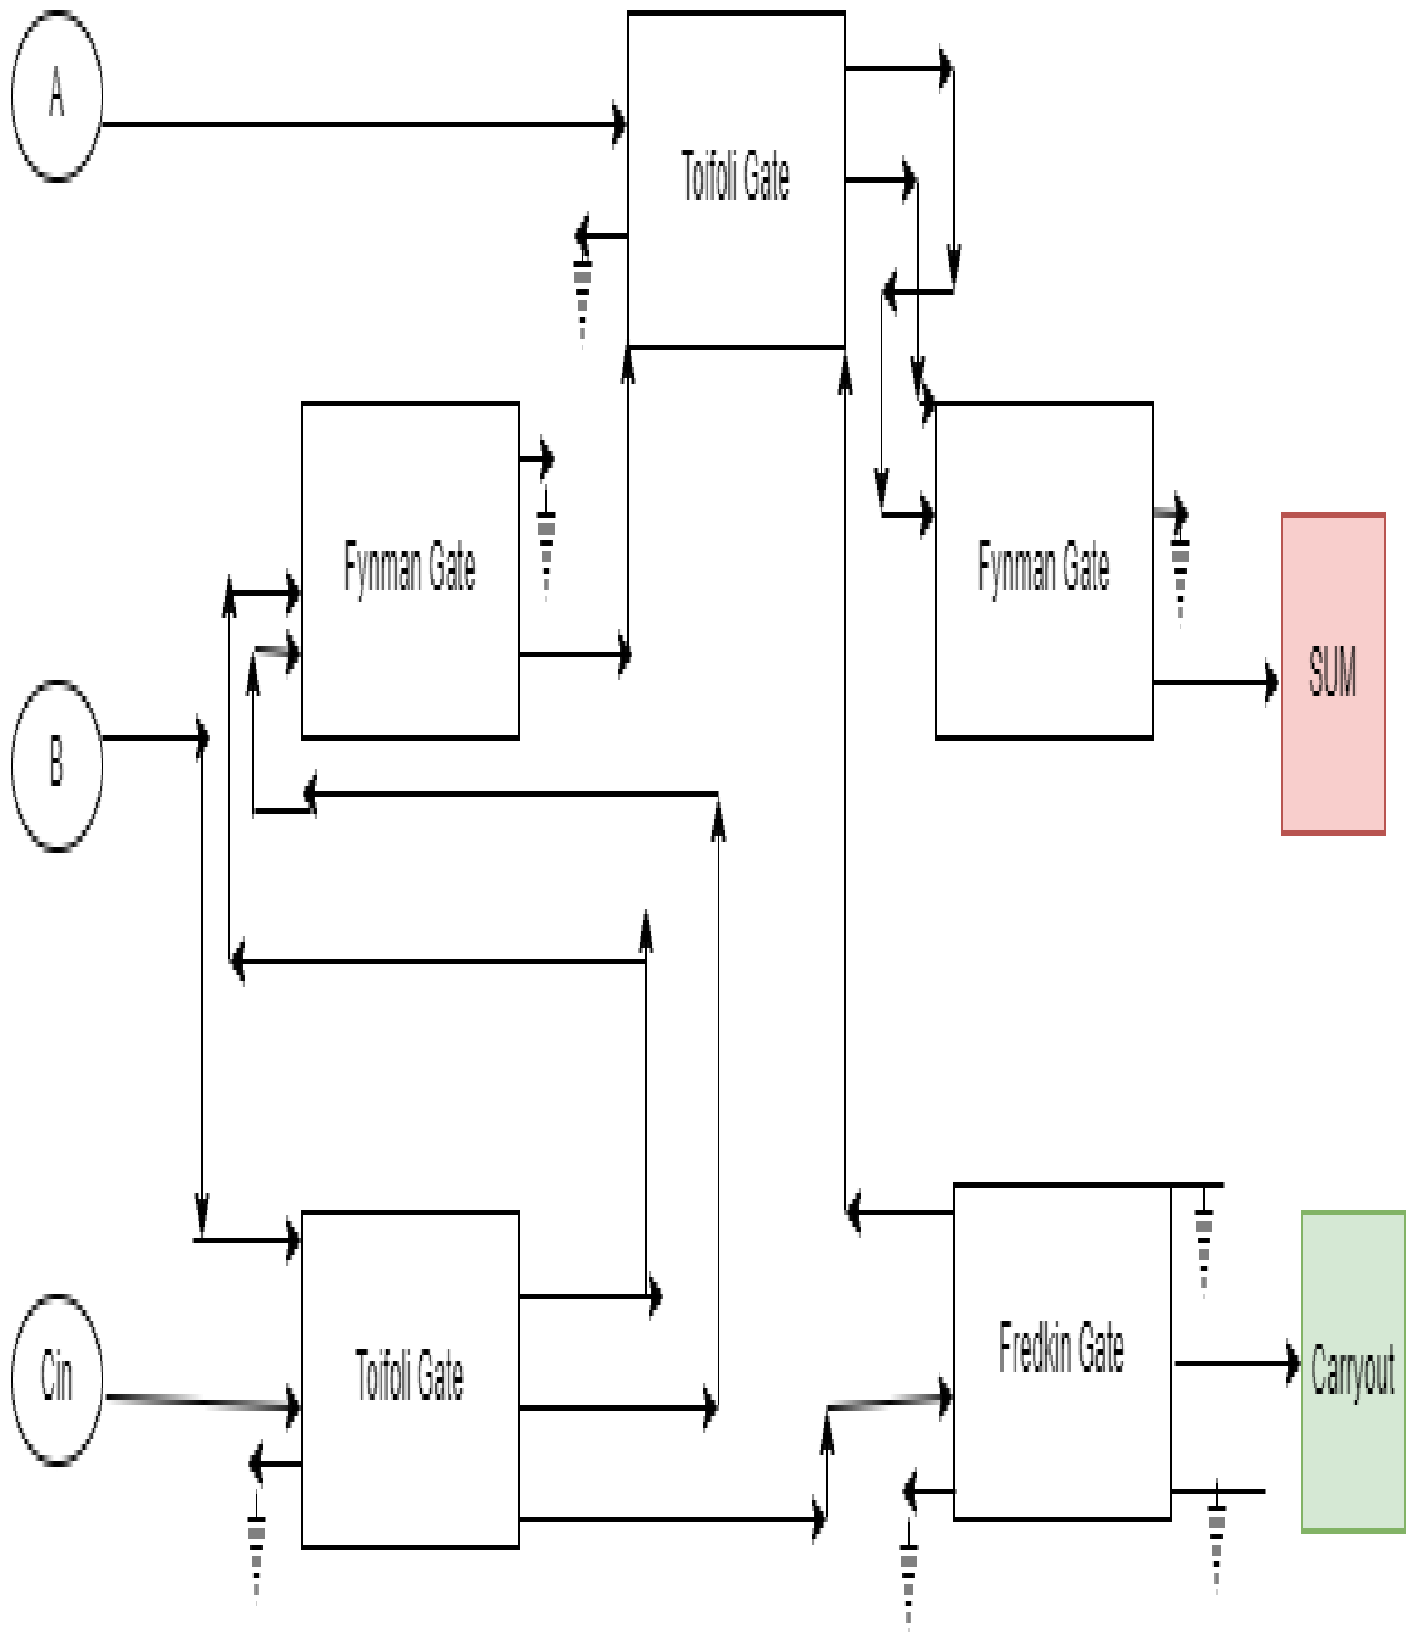 A
Toifoli Gate
Fynman Gate
Fynman Gate
SUM
B
Cin
Toifoli Gate
Fredkin Gate
Carryout